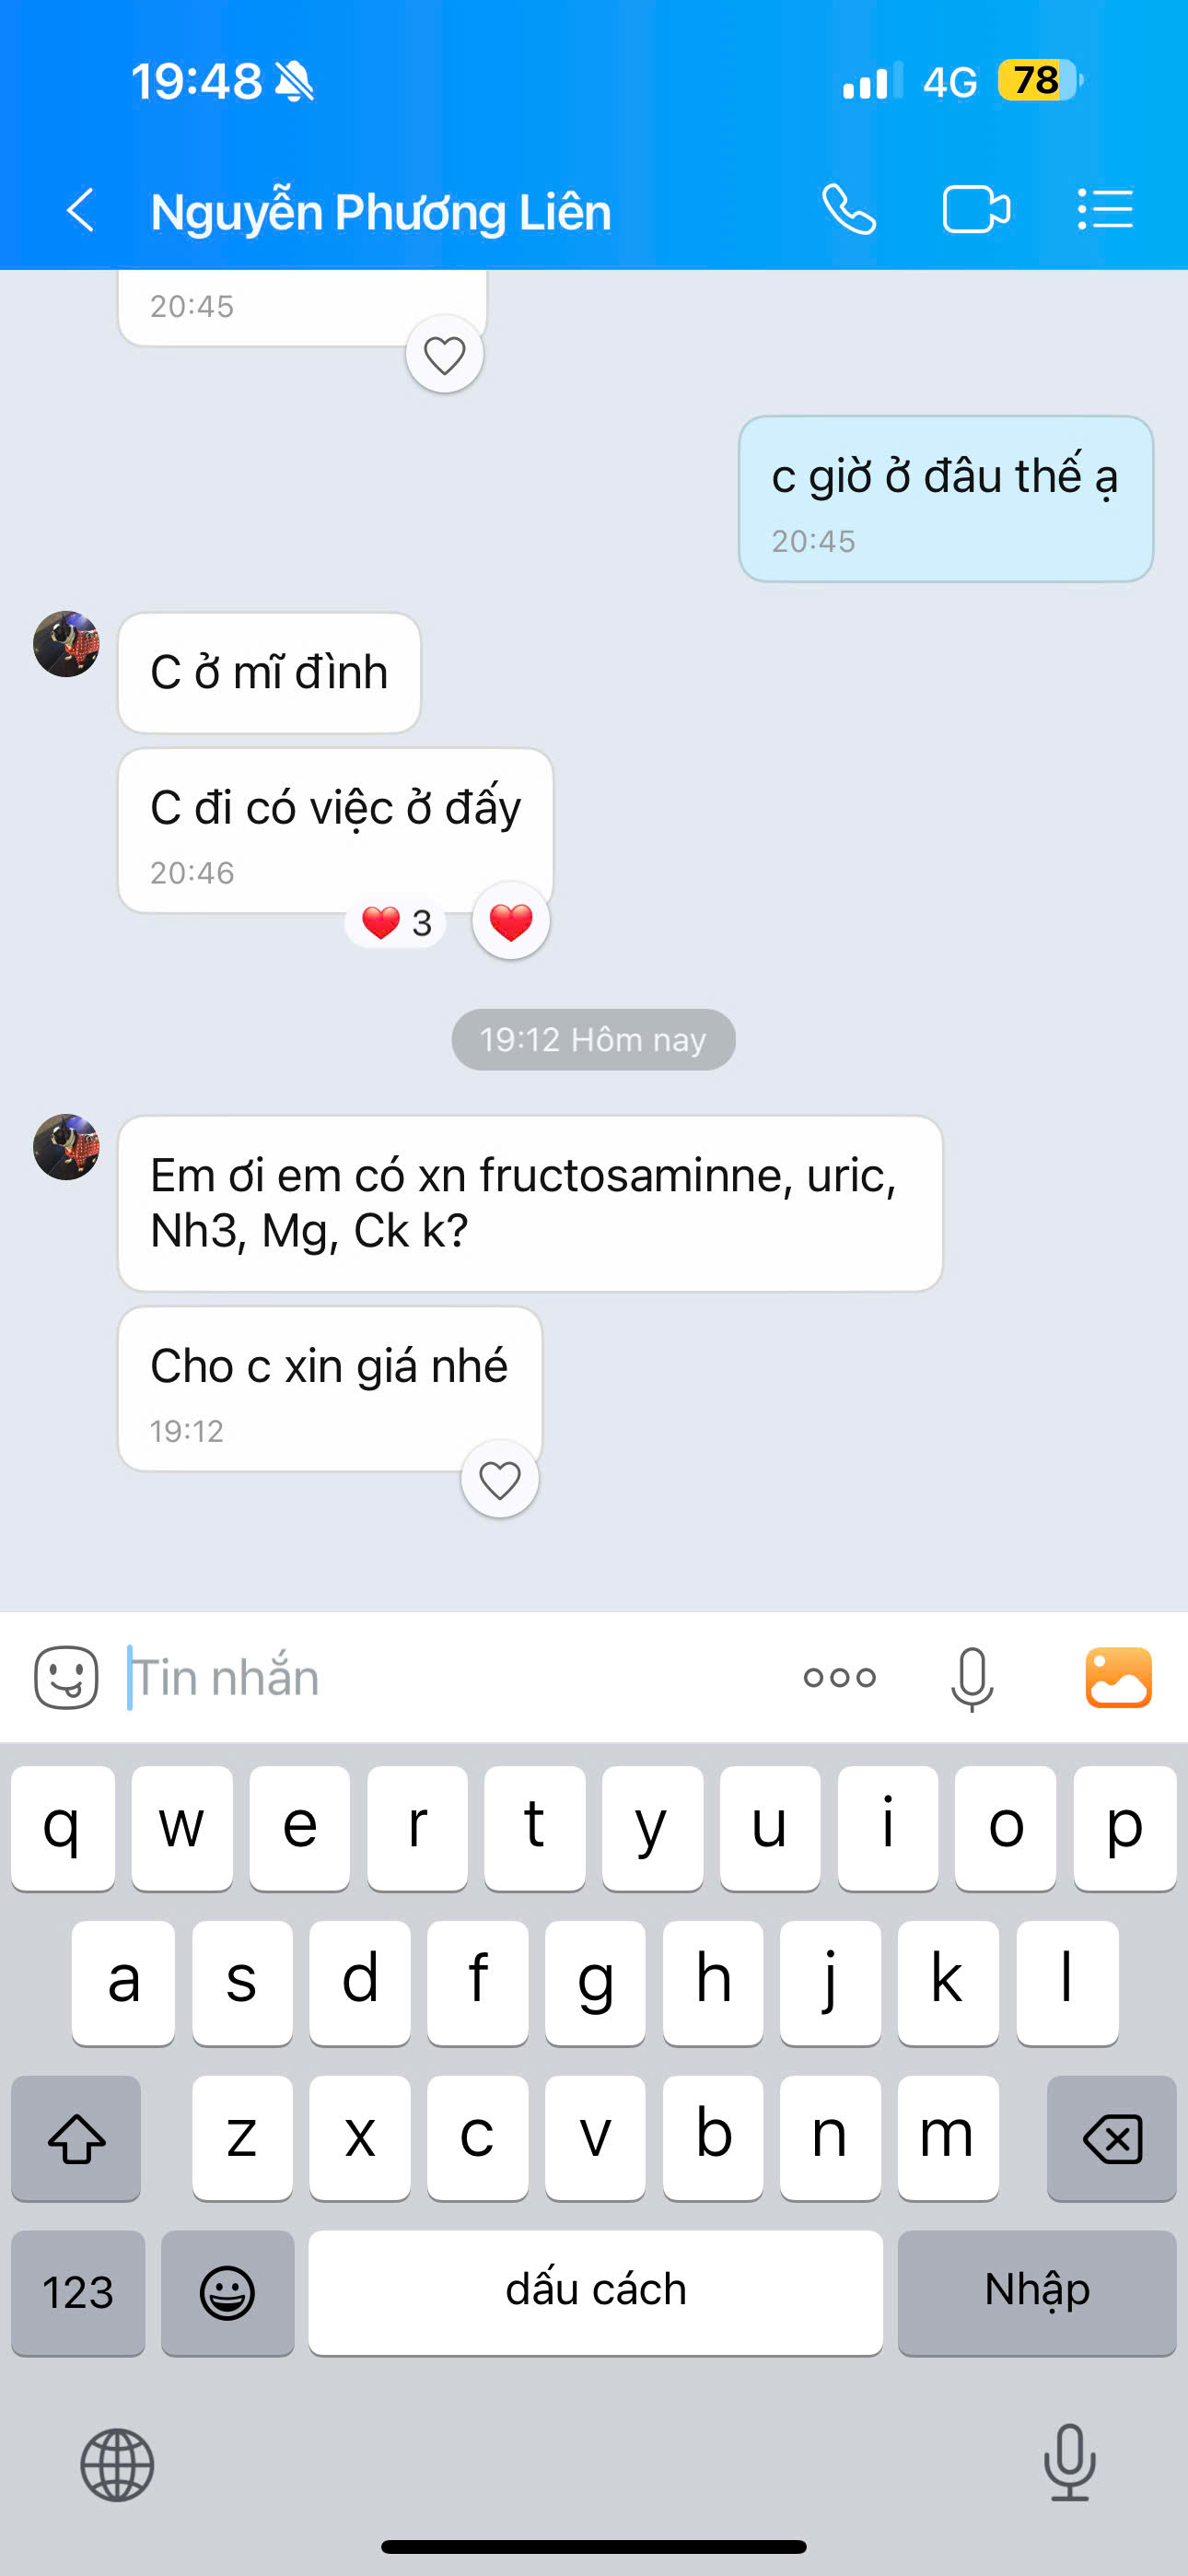 19:48
4G
78
Nguyễn Phương Liên
20:45
c giờ ở đâu thế ạ
20:45
C ở mĩ đình
C đi có việc ở đấy
20:46
3
19:12 Hôm nay
Em ơi em có xn fructosaminne, uric,
Nh3, Mg, Ck k?
Cho c xin giá nhé
19:12
Tin nhắn
q w e r t y u i o p
a s d f g h j k l
z x c v b n m
123 dấu cách Nhập